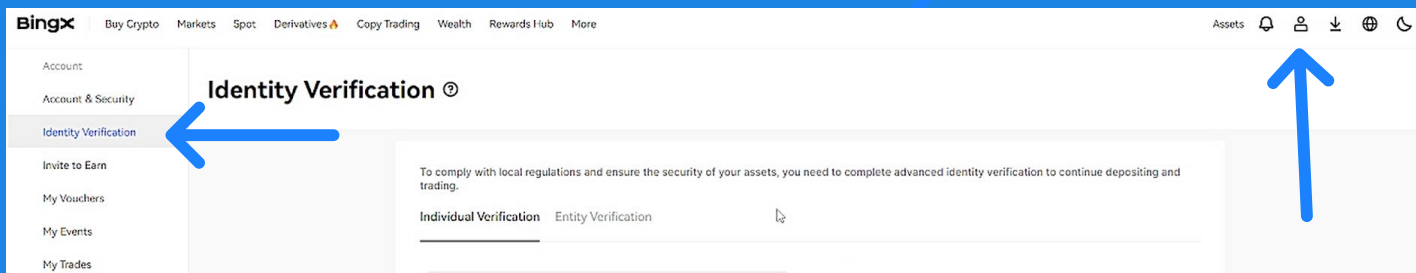 BingX
Buy Crypto Markets Spot Derivatives Copy Trading Wealth Rewards Hub More
Assets
Account
Account & Security
Identity Verification
Invite to Earn
My Vouchers
My Events
My Trades
Identity Verification
To comply with local regulations and ensure the security of your assets, you need to complete advanced identity verification to continue depositing and
trading.
Individual Verification Entity Verification